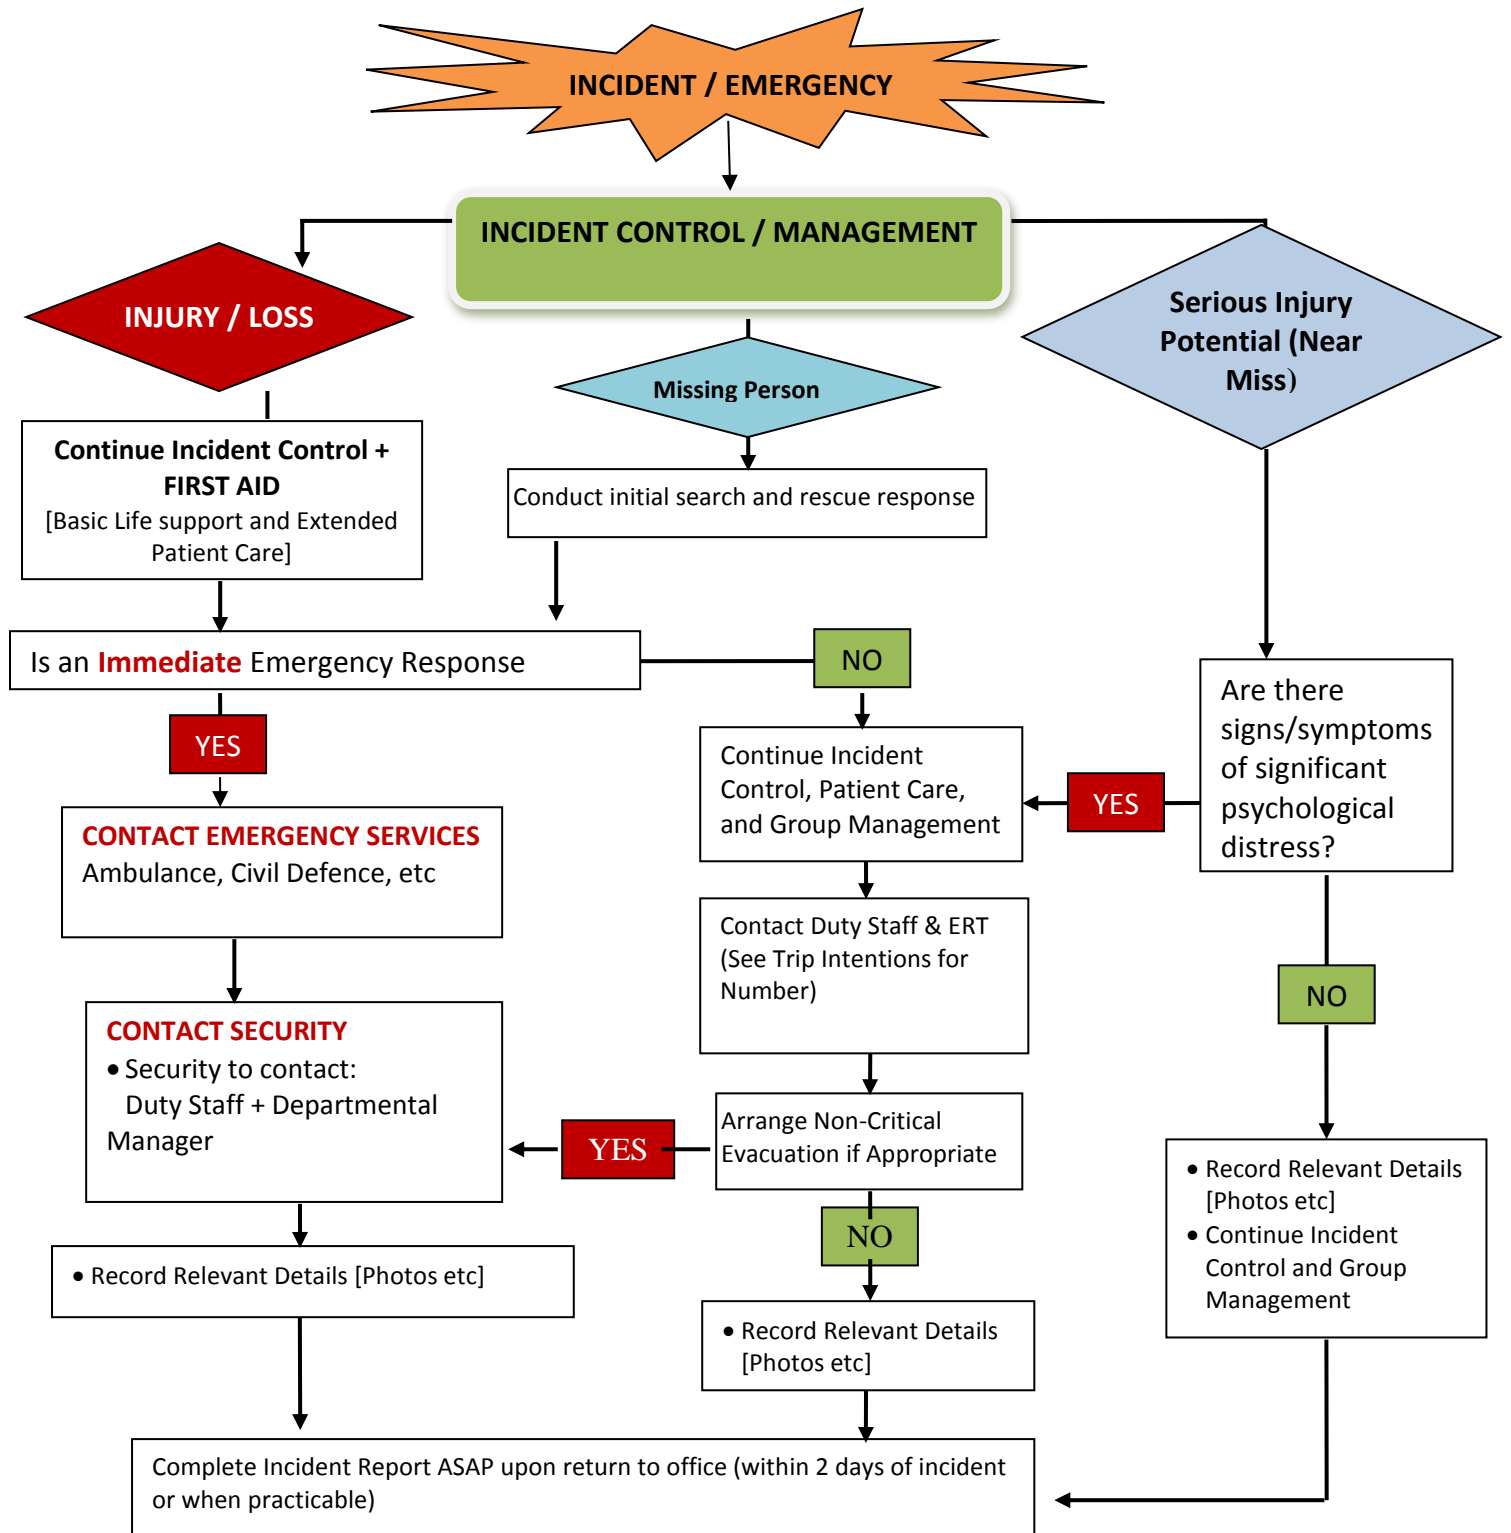 INCIDENT / EMERGENCY
INCIDENT CONTROL / MANAGEMENT
INJURY / LOSS
Serious Injury
Potential (Near
Miss)
Missing Person
Continue Incident Control +
FIRST AID
[Basic Life support and Extended
Patient Care]
Conduct initial search and rescue response
Is an Immediate Emergency Response
NO
YES
Are there
signs/symptoms
of significant
psychological
distress?
Continue Incident
Control, Patient Care,
and Group Management
YES
CONTACT EMERGENCY SERVICES
Ambulance, Civil Defence, etc
Contact Duty Staff & ERT
(See Trip Intentions for
Number)
NO
CONTACT SECURITY
• Security to contact:
Duty Staff + Departmental
Manager
Arrange Non-Critical
Evacuation if Appropriate
YES
NO
• Record Relevant Details
[Photos etc]
• Continue Incident
Control and Group
Management
• Record Relevant Details [Photos etc]
• Record Relevant Details
[Photos etc]
Complete Incident Report ASAP upon return to office (within 2 days of incident
or when practicable)